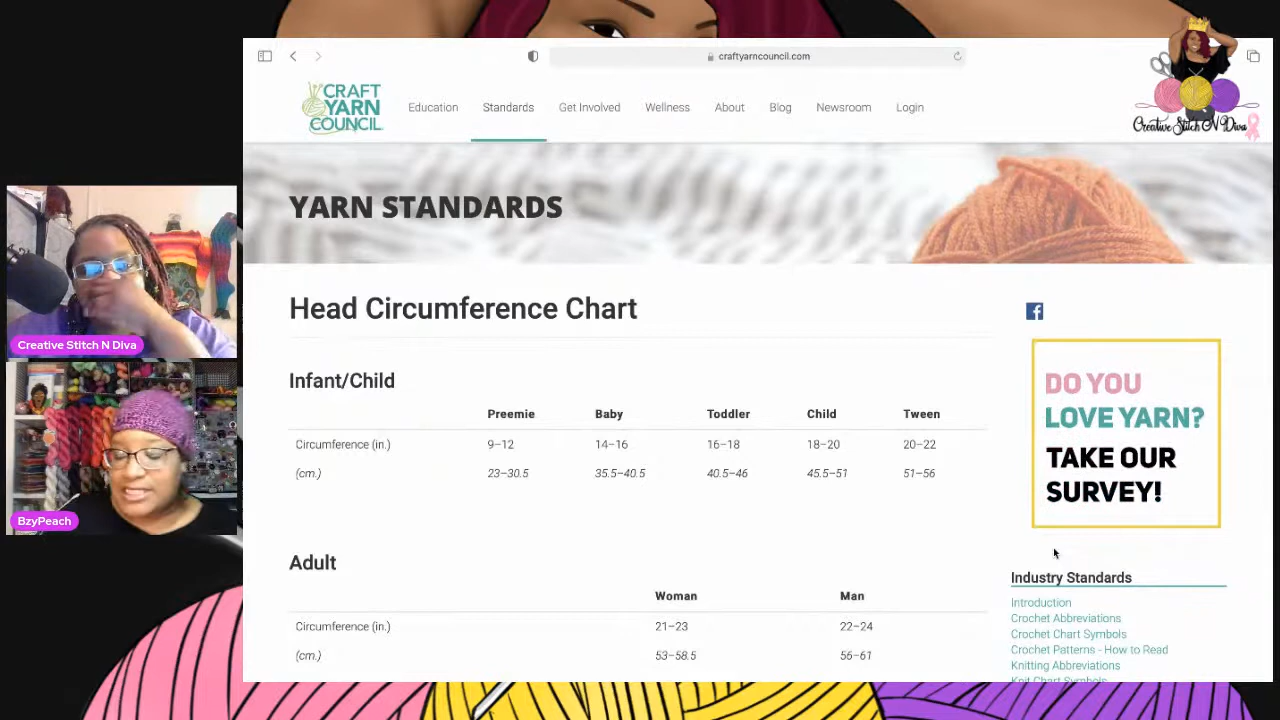 craftyarncouncil.com
CRAFT
YARN
COUNCIL
Education Standards Get Involved Wellness About Blog Newsroom Login
Creative Stitch N Diva
YARN STANDARDS
Head Circumference Chart
Infant/Child
Preemie Baby Toddler Child Tween
Circumference (in.) 9–12 14–16 16–18 18–20 20–22
(cm.) 23–30.5 35.5–40.5 40.5–46 45.5–51 51–56
Adult
Woman Man
Circumference (in.) 21–23 22–24
(cm.) 53–58.5 56–61
DO YOU
LOVE YARN?
TAKE OUR
SURVEY!
Industry Standards
Introduction
Crochet Abbreviations
Crochet Chart Symbols
Crochet Patterns - How to Read
Knitting Abbreviations
Knit Chart Symbols
Creative Stitch N Diva
BzyPeach